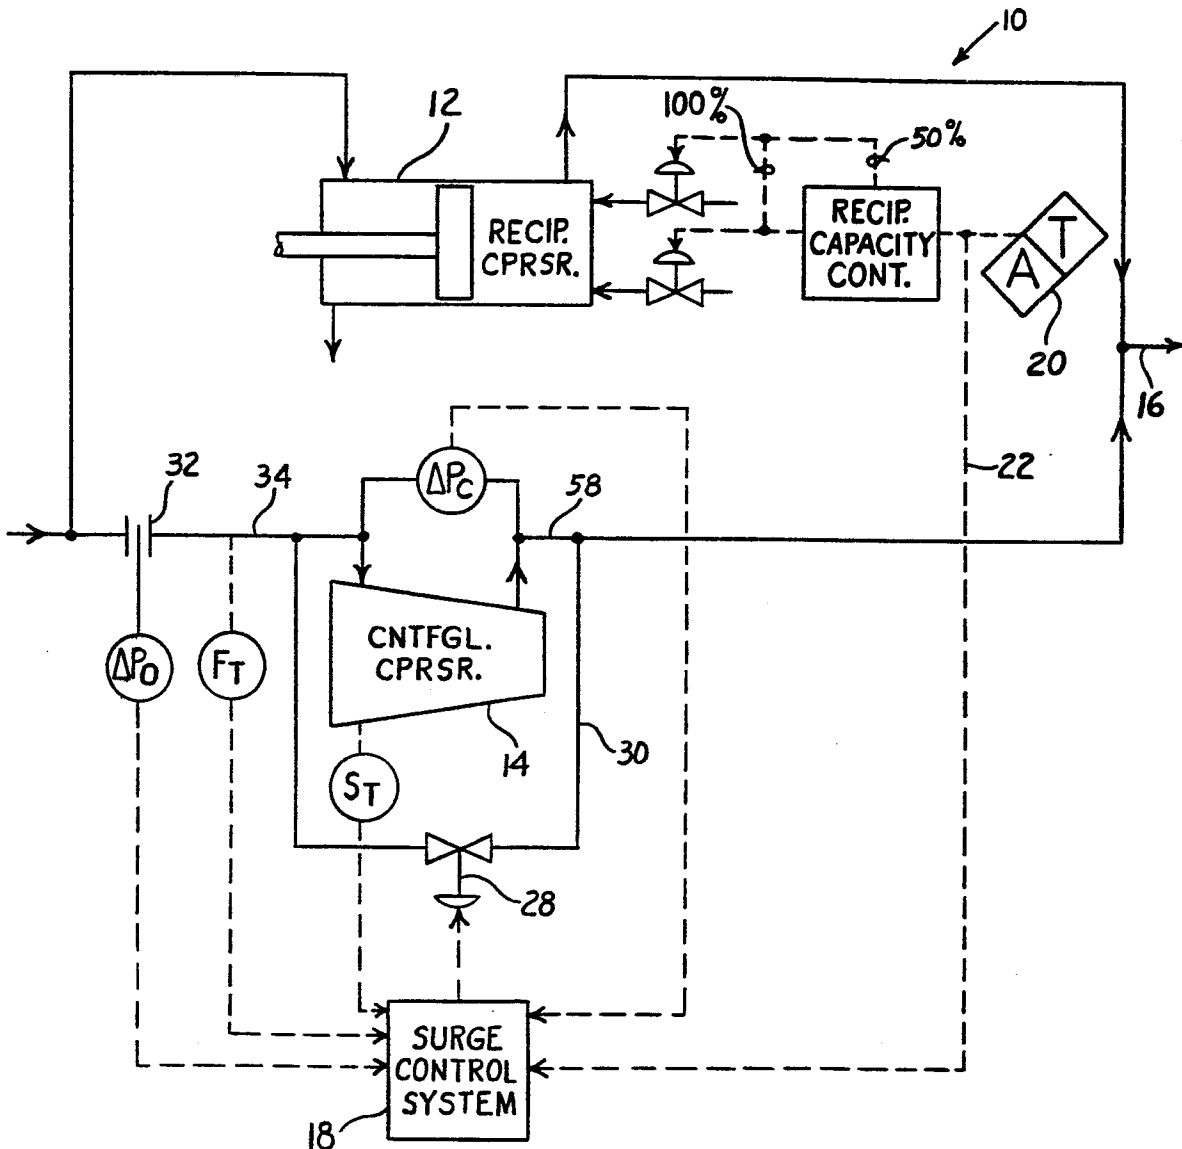 10
12
100%
50%
RECIP.
CPRSR.
RECIP.
CAPACITY
CONT.
A T
20
16
32
34
ΔPC
58
22
CNTFGL.
CPRSR.
ΔPO
FT
14
30
ST
28
SURGE
CONTROL
SYSTEM
18